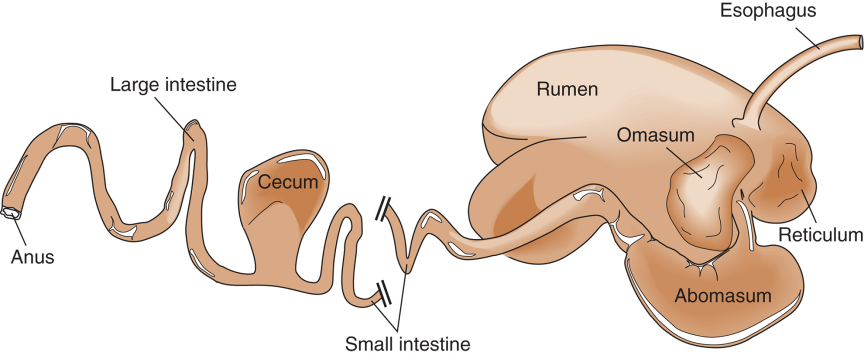 Esophagus
Large intestine
Rumen
Omasum
Cecum
Reticulum
Anus
Abomasum
Small intestine